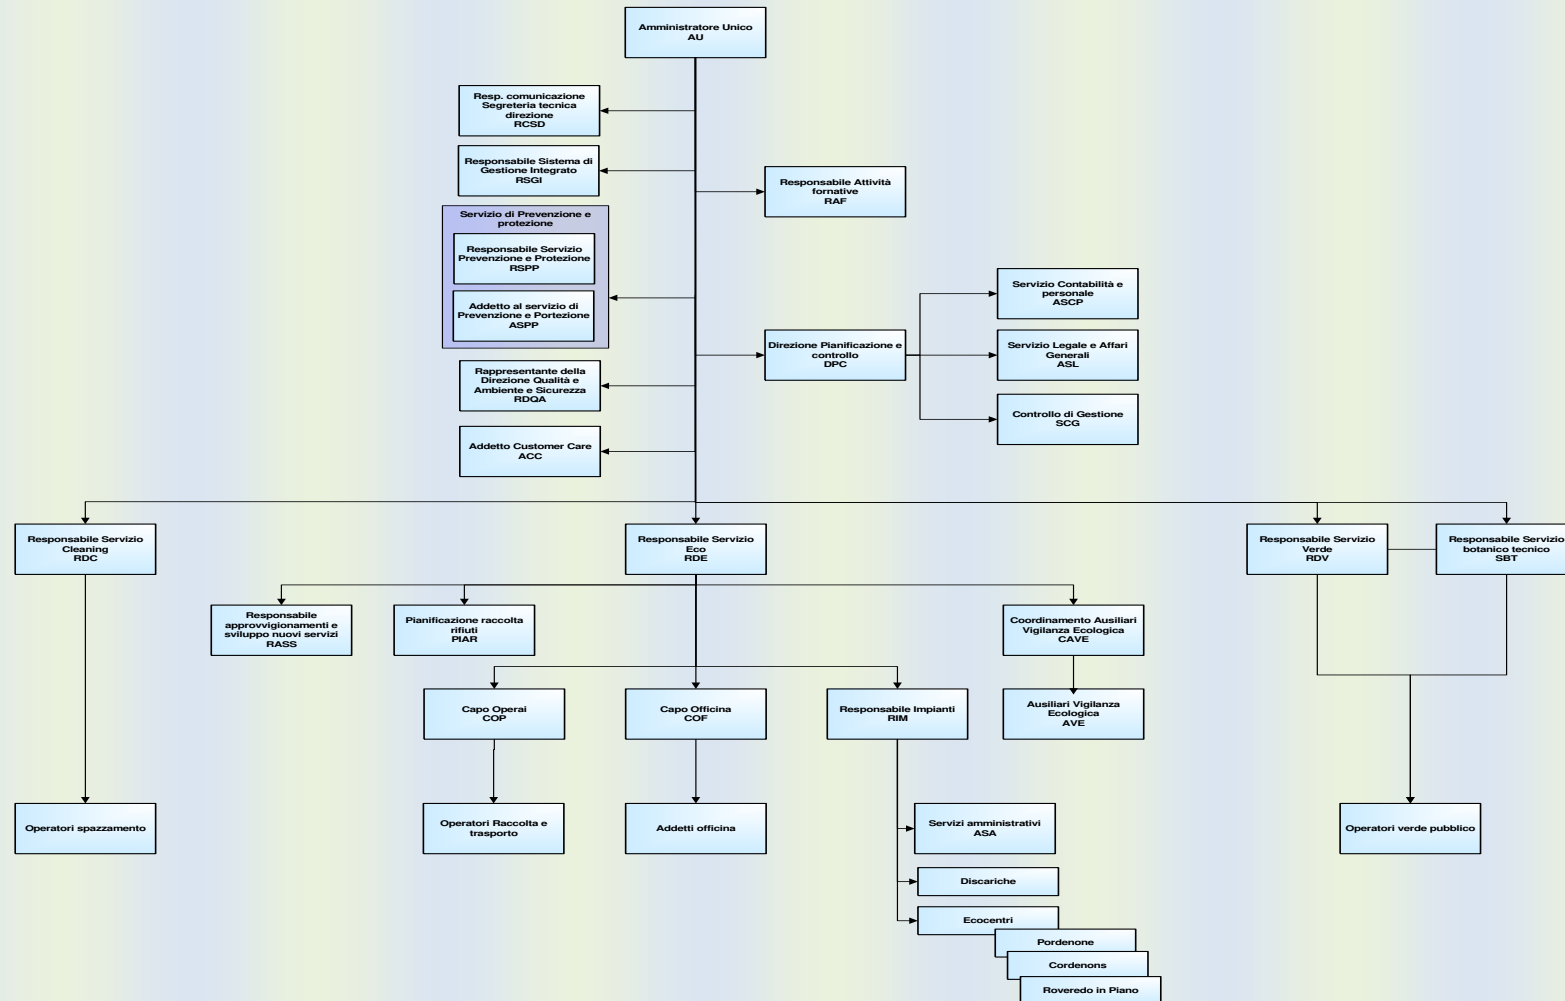 Amministratore Unico
AU
Resp. comunicazione
Segreteria tecnica
direzione
RCSD
Responsabile Sistema di
Gestione Integrato
RSGI
Responsabile Attività
fornative
RAF
Servizio di Prevenzione e
protezione
Responsabile Servizio
Prevenzione e Protezione
RSPP
Addetto al servizio di
Prevenzione e Portezione
ASPP
Servizio Contabilità e
personale
ASCP
Direzione Pianificazione e
controllo
DPC
Servizio Legale e Affari
Generali
ASL
Rappresentante della
Direzione Qualità e
Ambiente e Sicurezza
RDQA
Controllo di Gestione
SCG
Addetto Customer Care
ACC
Responsabile Servizio
Cleaning
RDC
Responsabile Servizio
Eco
RDE
Responsabile Servizio
Verde
RDV
Responsabile Servizio
botanico tecnico
SBT
Responsabile
approvvigionamenti e
sviluppo nuovi servizi
RASS
Pianificazione raccolta
rifiuti
PIAR
Coordinamento Ausiliari
Vigilanza Ecologica
CAVE
Capo Operai
COP
Capo Officina
COF
Responsabile Impianti
RIM
Ausiliari Vigilanza
Ecologica
AVE
Operatori spazzamento
Operatori Raccolta e
trasporto
Addetti officina
Servizi amministrativi
ASA
Operatori verde pubblico
Discariche
Ecocentri
Pordenone
Cordenons
Roveredo in Piano